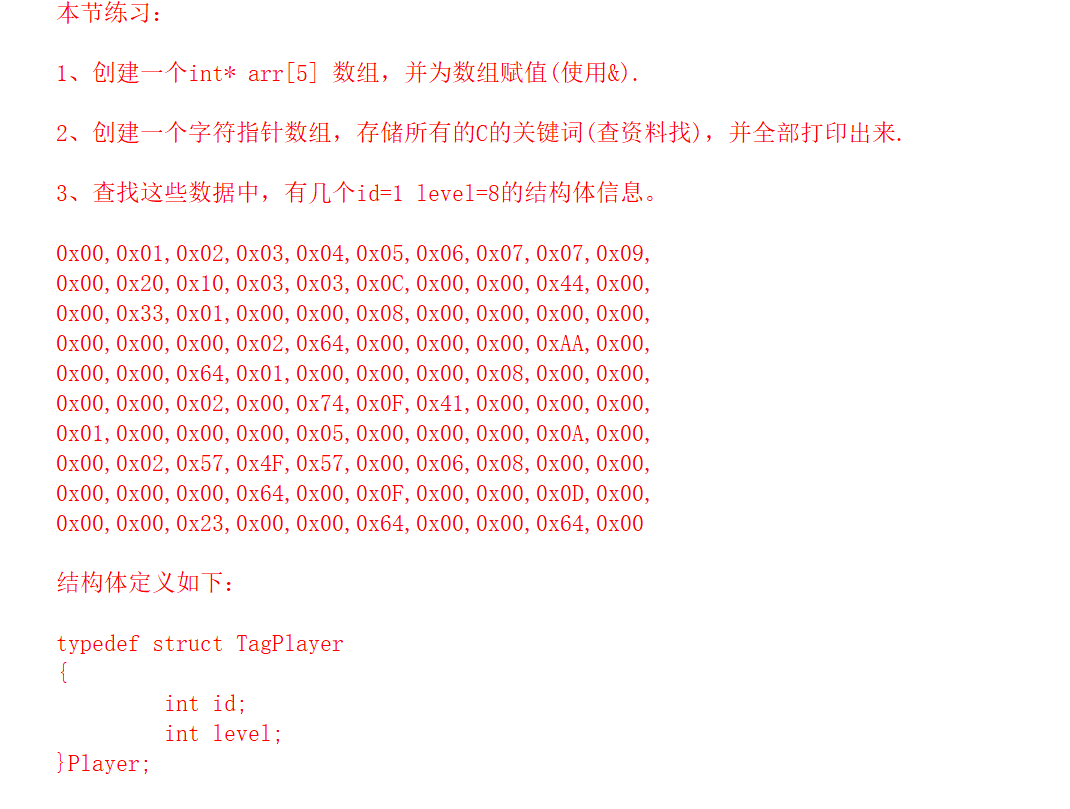 本节练习：
1、创建一个int* arr[5] 数组，并为数组赋值(使用&).
2、创建一个字符指针数组，存储所有的C的关键词(查资料找)，并全部打印出来.
3、查找这些数据中，有几个id=1 level=8的结构体信息。
0x00,0x01,0x02,0x03,0x04,0x05,0x06,0x07,0x07,0x09,
0x00,0x20,0x10,0x03,0x03,0x0C,0x00,0x00,0x44,0x00,
0x00,0x33,0x01,0x00,0x00,0x08,0x00,0x00,0x00,0x00,
0x00,0x00,0x00,0x02,0x64,0x00,0x00,0x00,0xAA,0x00,
0x00,0x00,0x64,0x01,0x00,0x00,0x00,0x08,0x00,0x00,
0x00,0x00,0x02,0x00,0x74,0x0F,0x41,0x00,0x00,0x00,
0x01,0x00,0x00,0x00,0x05,0x00,0x00,0x00,0x0A,0x00,
0x00,0x02,0x57,0x4F,0x57,0x00,0x06,0x08,0x00,0x00,
0x00,0x00,0x00,0x64,0x00,0x0F,0x00,0x00,0x0D,0x00,
0x00,0x00,0x23,0x00,0x00,0x64,0x00,0x00,0x64,0x00
结构体定义如下：
typedef struct TagPlayer
{
int id;
int level;
}Player;